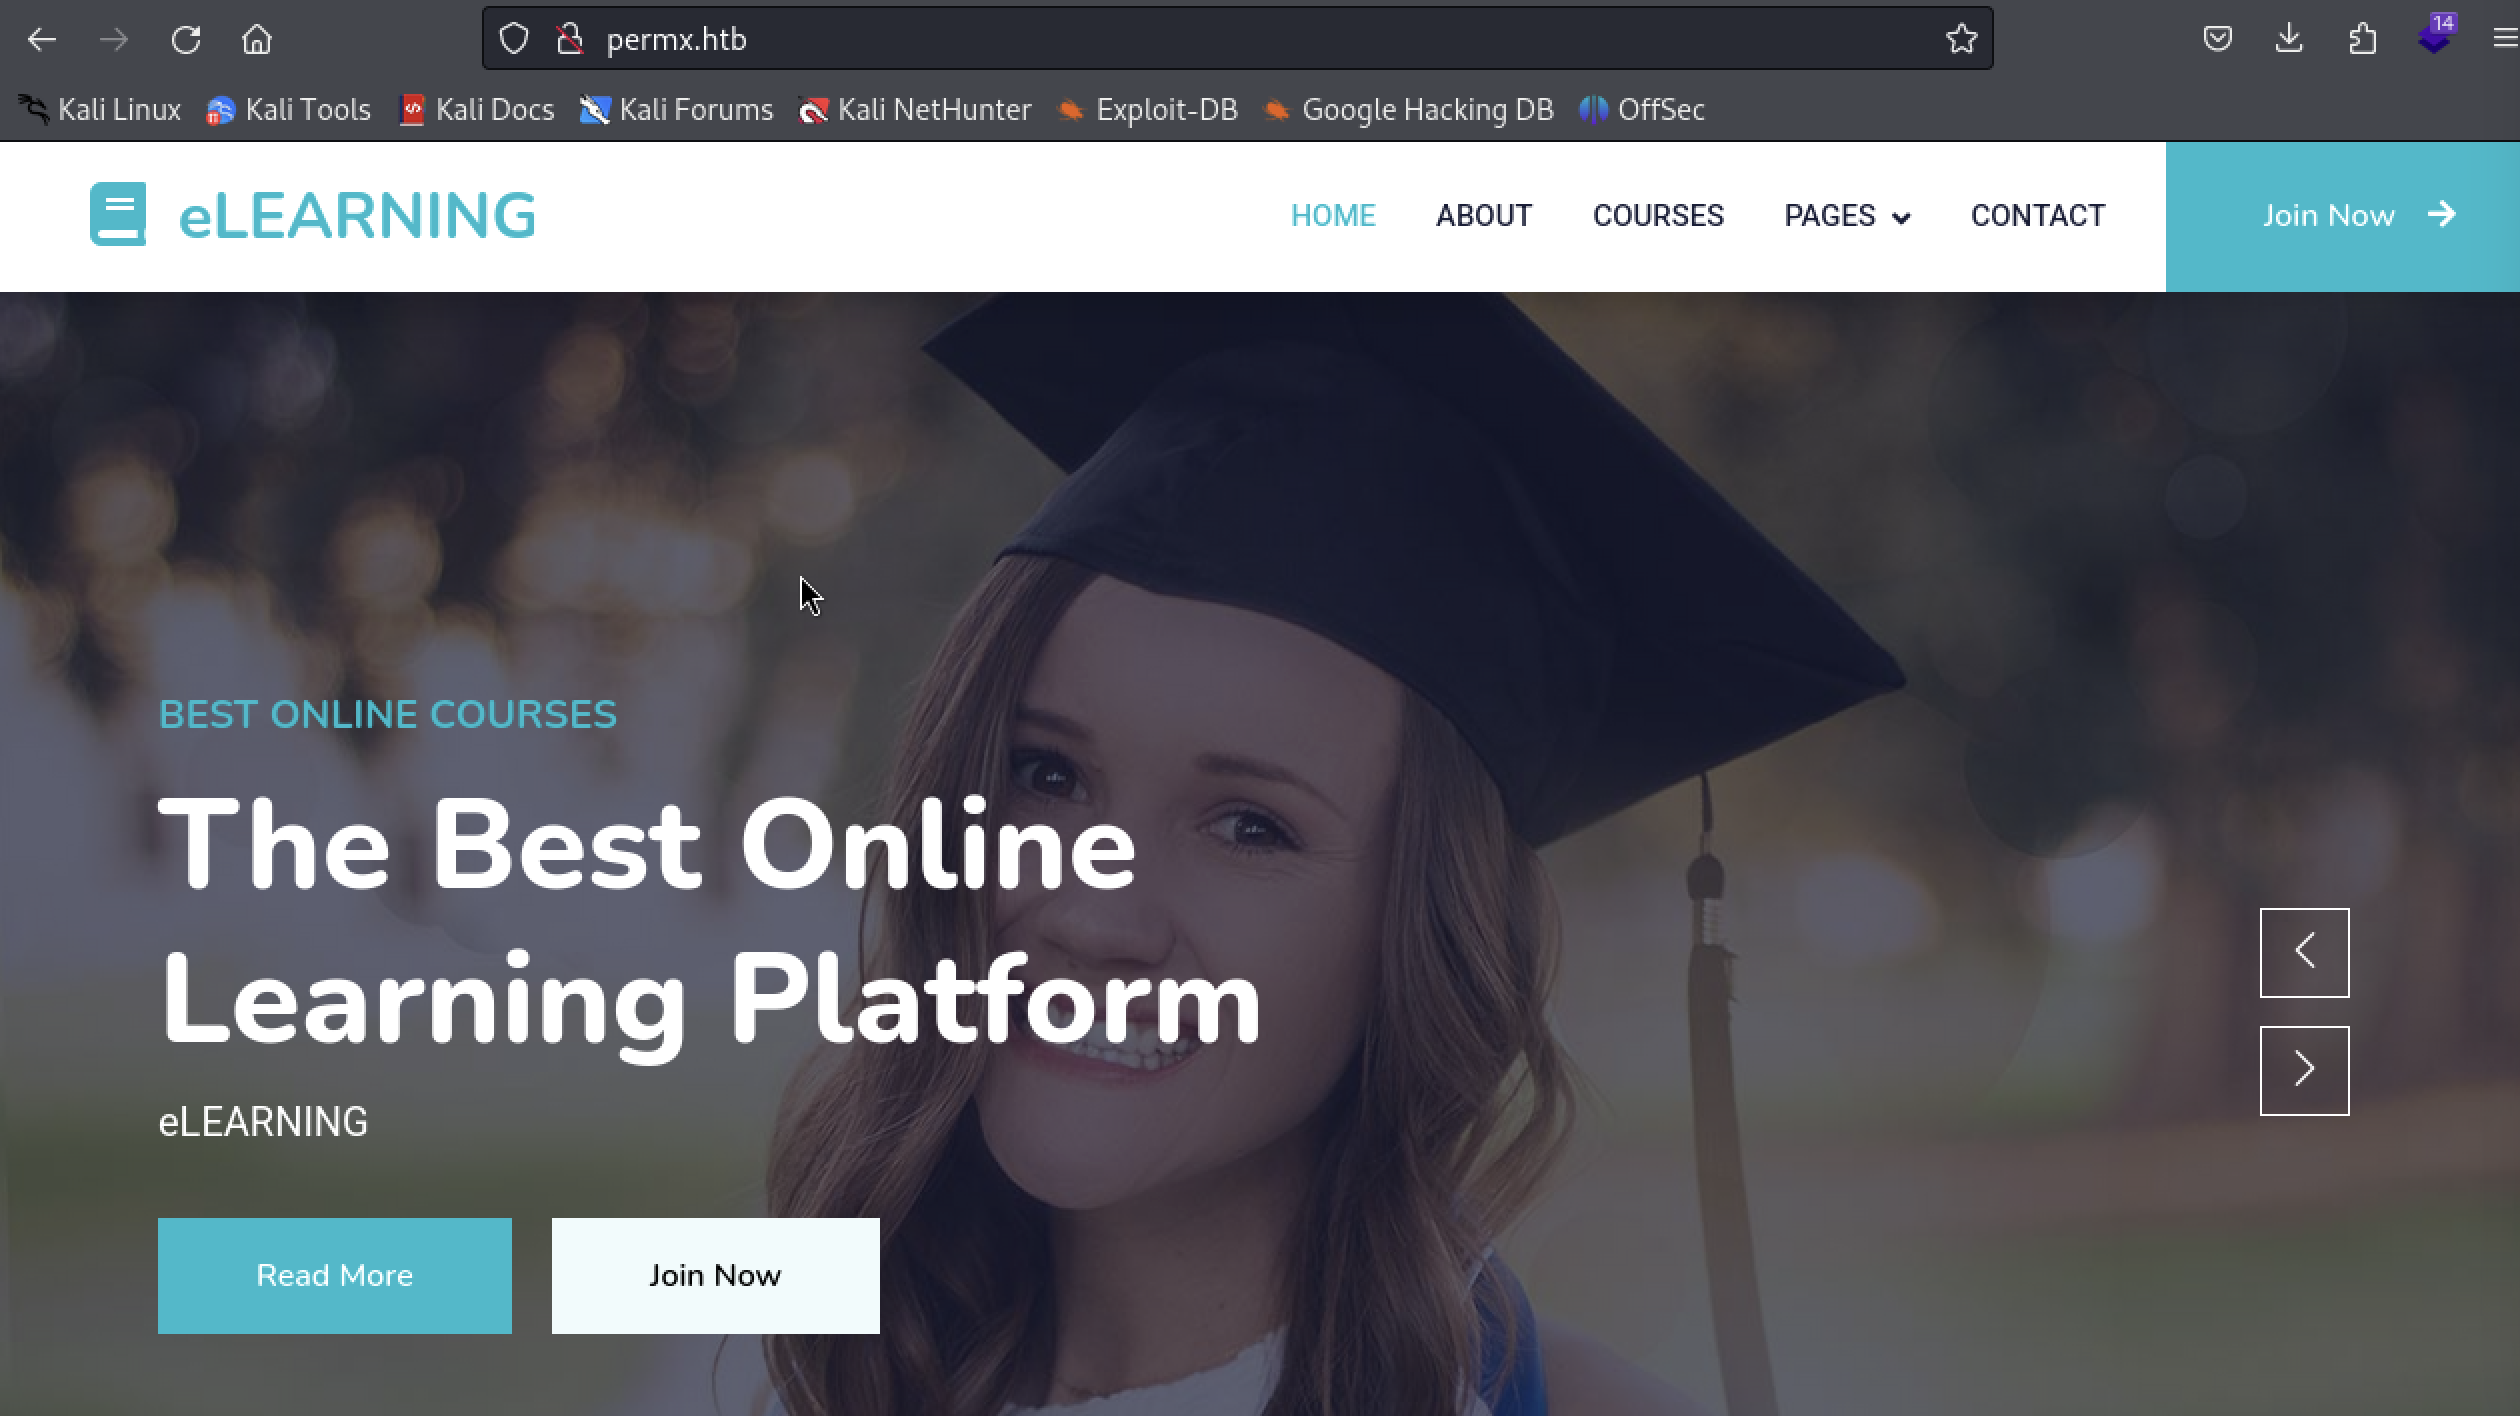 permx.htb
14
Kali Linux Kali Tools Kali Docs Kali Forums Kali NetHunter Exploit-DB Google Hacking DB OffSec
eLEARNING
HOME ABOUT COURSES PAGES CONTACT Join Now
BEST ONLINE COURSES
The Best Online
Learning Platform
eLEARNING
Read More Join Now